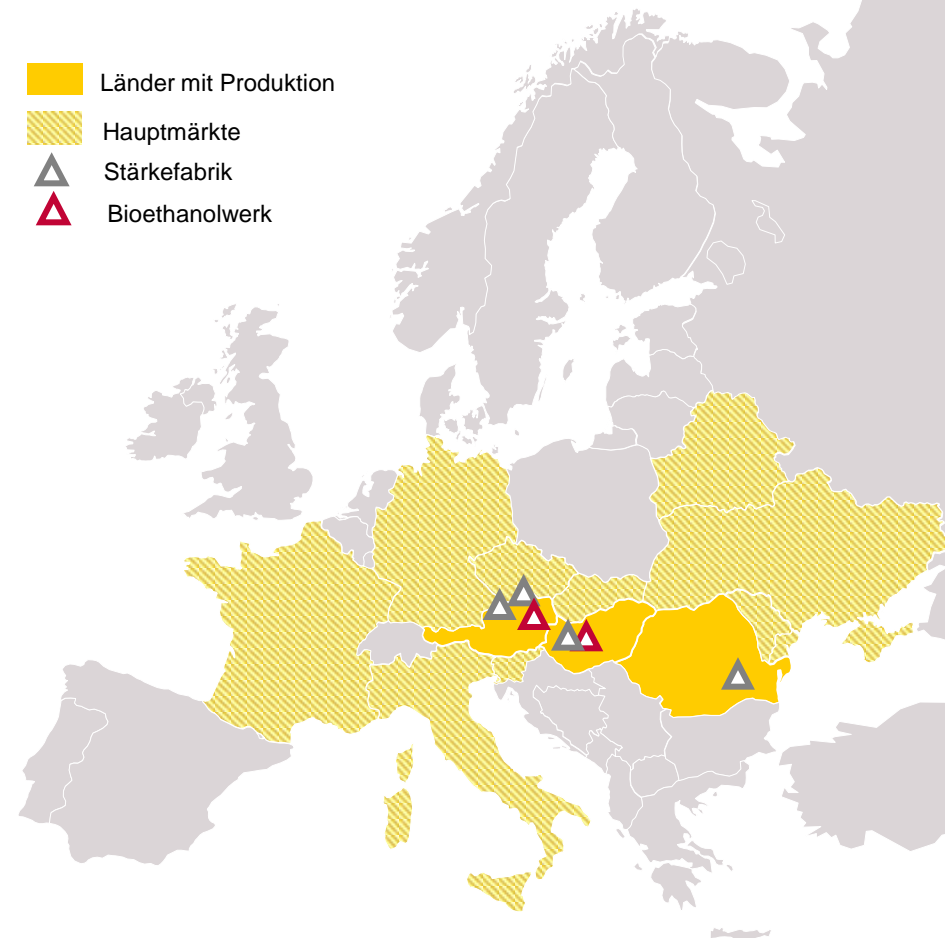 Länder mit Produktion
Hauptmärkte
Stärkefabrik
Bioethanolwerk